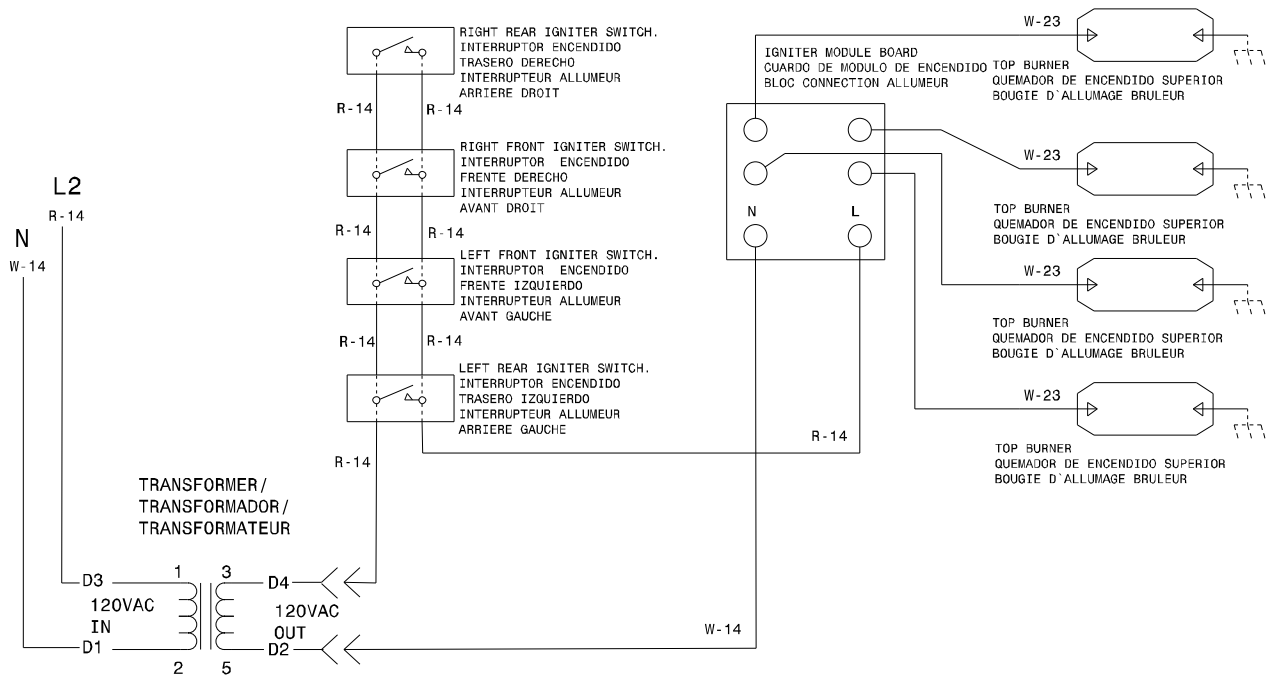 RIGHT REAR IGNITER SWITCH.
INTERRUPTOR ENCENDIDO
TRASERO DERECHO
INTERRUPTEUR ALLUMEUR
ARRIERE DROIT
R-14
R-14
RIGHT FRONT IGNITER SWITCH.
INTERRUPTOR ENCENDIDO
FRENTE DERECHO
INTERRUPTEUR ALLUMEUR
AVANT DROIT
R-14
R-14
LEFT FRONT IGNITER SWITCH.
INTERRUPTOR ENCENDIDO
FRENTE IZQUIERDO
INTERRUPTEUR ALLUMEUR
AVANT GAUCHE
R-14
R-14
LEFT REAR IGNITER SWITCH.
INTERRUPTOR ENCENDIDO
TRASERO IZQUIERDO
INTERRUPTEUR ALLUMEUR
ARRIERE GAUCHE
R-14
L2
R-14
N
W-14
TRANSFORMER/
TRANSFORMADOR/
TRANSFORMATEUR
D3
1
3
D4
120VAC
IN
120VAC
OUT
D1
2
5
D2
IGNITER MODULE BOARD
CUARDO DE MODULO DE ENCENDIDO
BLOC CONNECTION ALLUMEUR
N
L
R-14
W-14
W-23
TOP BURNER
QUEMADOR DE ENCENDIDO SUPERIOR
BOUGIE D`ALLUMAGE BRULEUR
W-23
TOP BURNER
QUEMADOR DE ENCENDIDO SUPERIOR
BOUGIE D`ALLUMAGE BRULEUR
W-23
TOP BURNER
QUEMADOR DE ENCENDIDO SUPERIOR
BOUGIE D`ALLUMAGE BRULEUR
W-23
TOP BURNER
QUEMADOR DE ENCENDIDO SUPERIOR
BOUGIE D`ALLUMAGE BRULEUR